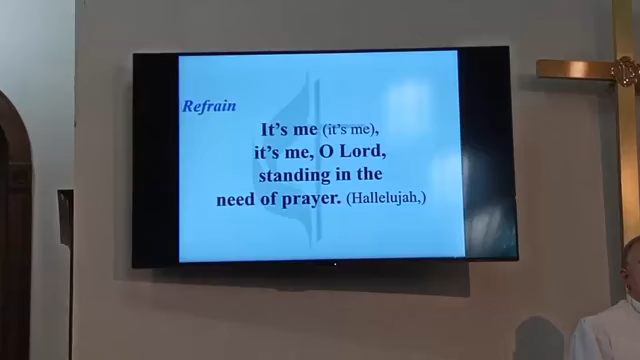 Refrain
It's me (it's me),
it's me, O Lord,
standing in the
need of prayer. (Hallelujah,)